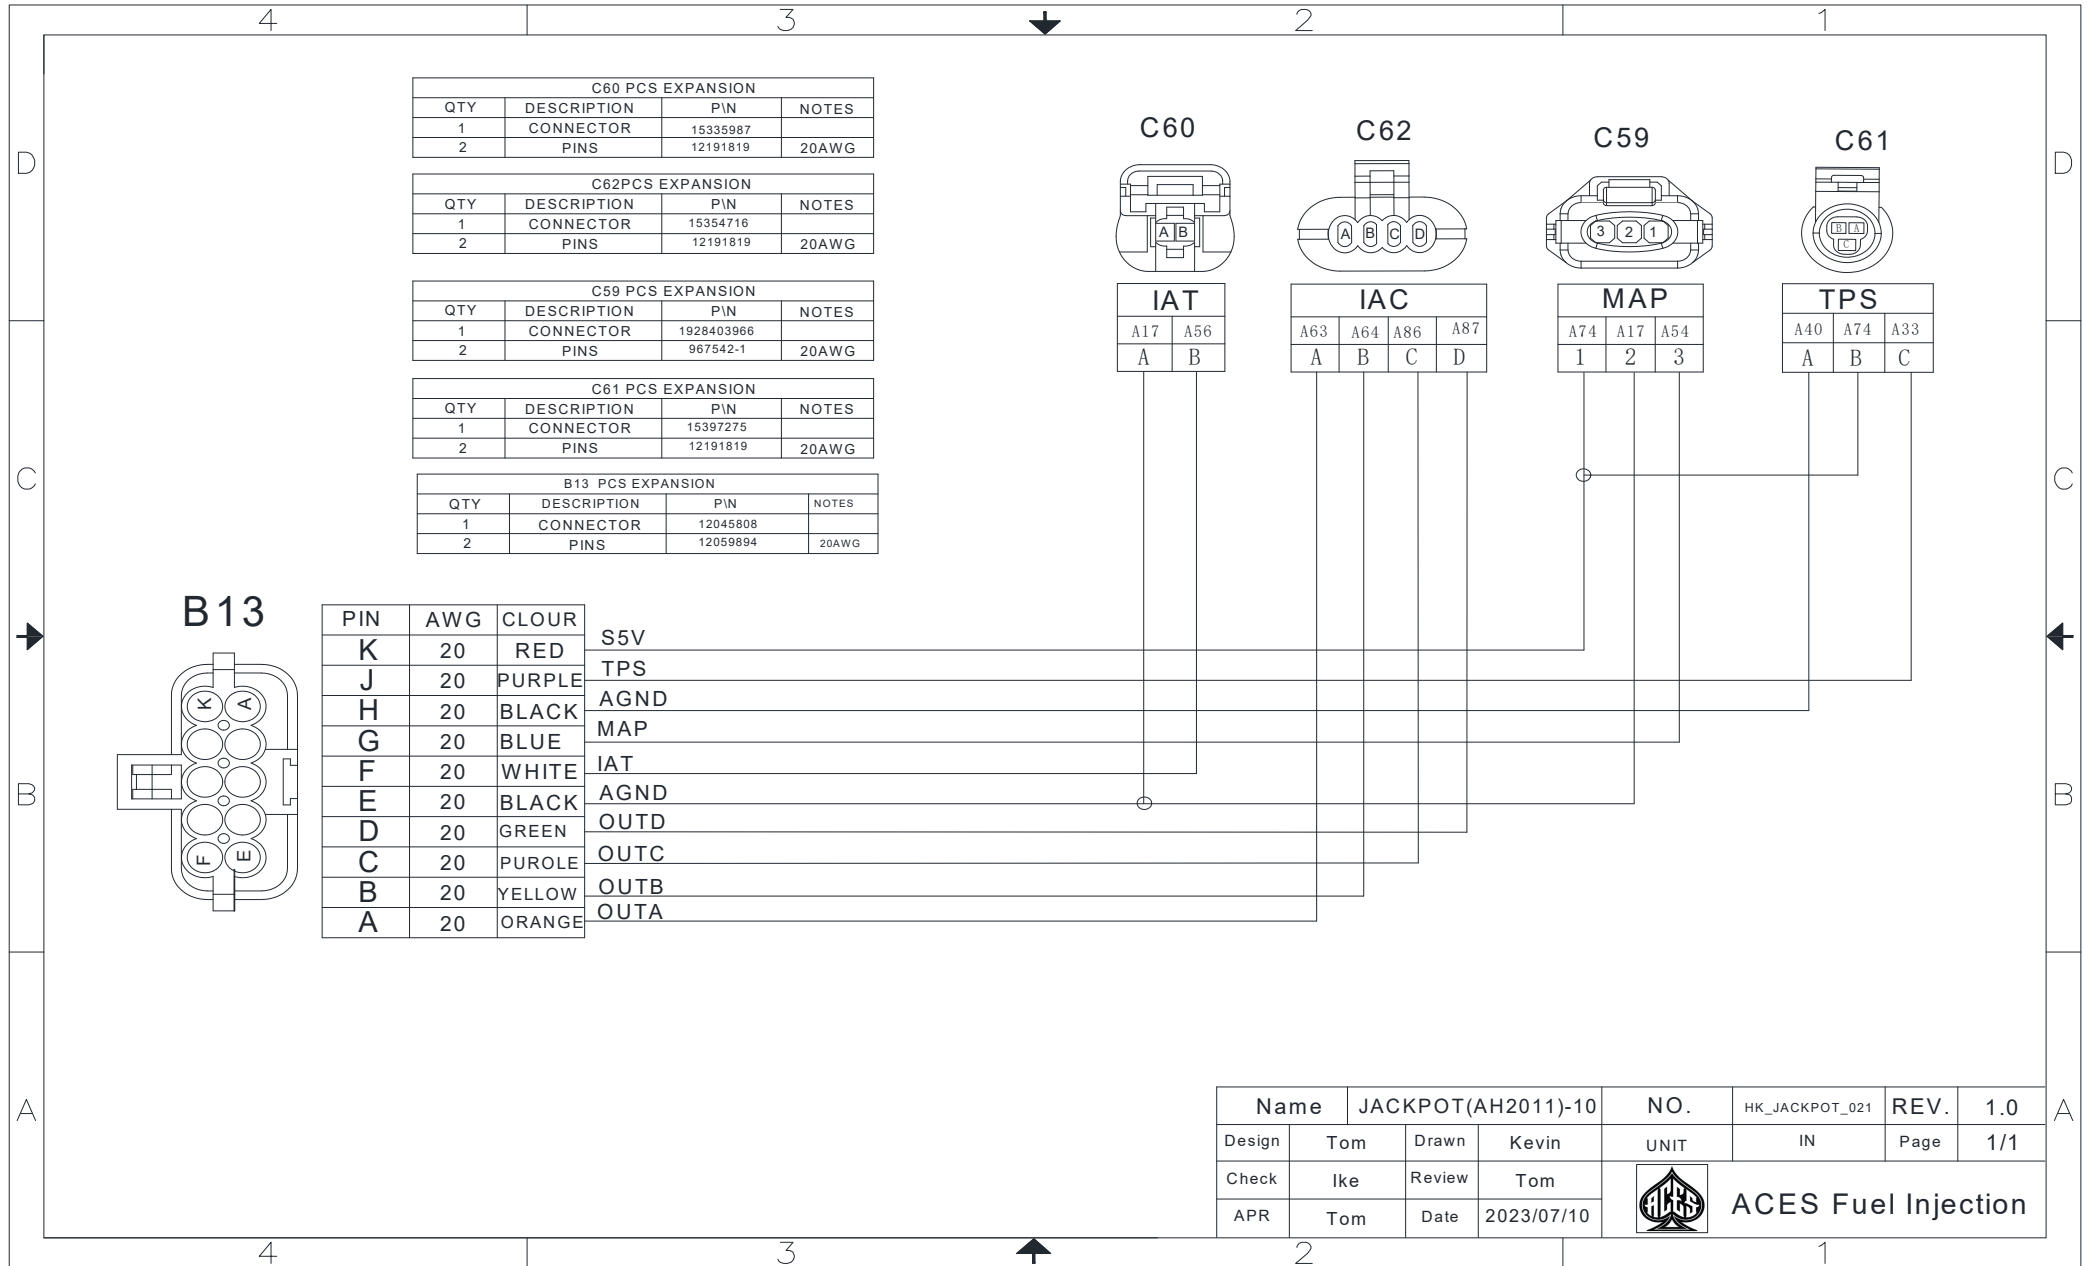 4 3 2 1
D
C
B
A
C60 PCS EXPANSION
QTY DESCRIPTION P\N NOTES
1 CONNECTOR 15335987
2 PINS 12191819 20AWG
C62PCS EXPANSION
QTY DESCRIPTION P\N NOTES
1 CONNECTOR 15354716
2 PINS 12191819 20AWG
C59 PCS EXPANSION
QTY DESCRIPTION P\N NOTES
1 CONNECTOR 1928403966
2 PINS 967542-1 20AWG
C61 PCS EXPANSION
QTY DESCRIPTION P\N NOTES
1 CONNECTOR 15397275
2 PINS 12191819 20AWG
B13 PCS EXPANSION
QTY DESCRIPTION P\N NOTES
1 CONNECTOR 12045808
2 PINS 12059894 20AWG
C60 C62 C59 C61
A B
A B C D
3 2 1
B A
C
IAT IAC MAP TPS
A17 A56 A63 A64 A86 A87 A74 A17 A54 A40 A74 A33
A B A B C D 1 2 3 A B C
B13
K A
F E
PIN AWG CLOUR
K 20 RED S5V
J 20 PURPLE TPS
H 20 BLACK AGND
G 20 BLUE MAP
F 20 WHITE IAT
E 20 BLACK AGND
D 20 GREEN OUTD
C 20 PUROLE OUTC
B 20 YELLOW OUTB
A 20 ORANGE OUTA
Name JACKPOT(AH2011)-10 NO. HK_JACKPOT_021 REV. 1.0
Design Tom Drawn Kevin UNIT IN Page 1/1
Check Ike Review Tom
APR Tom Date 2023/07/10
ACES
ACES Fuel Injection
D
C
B
A
4 3 2 1